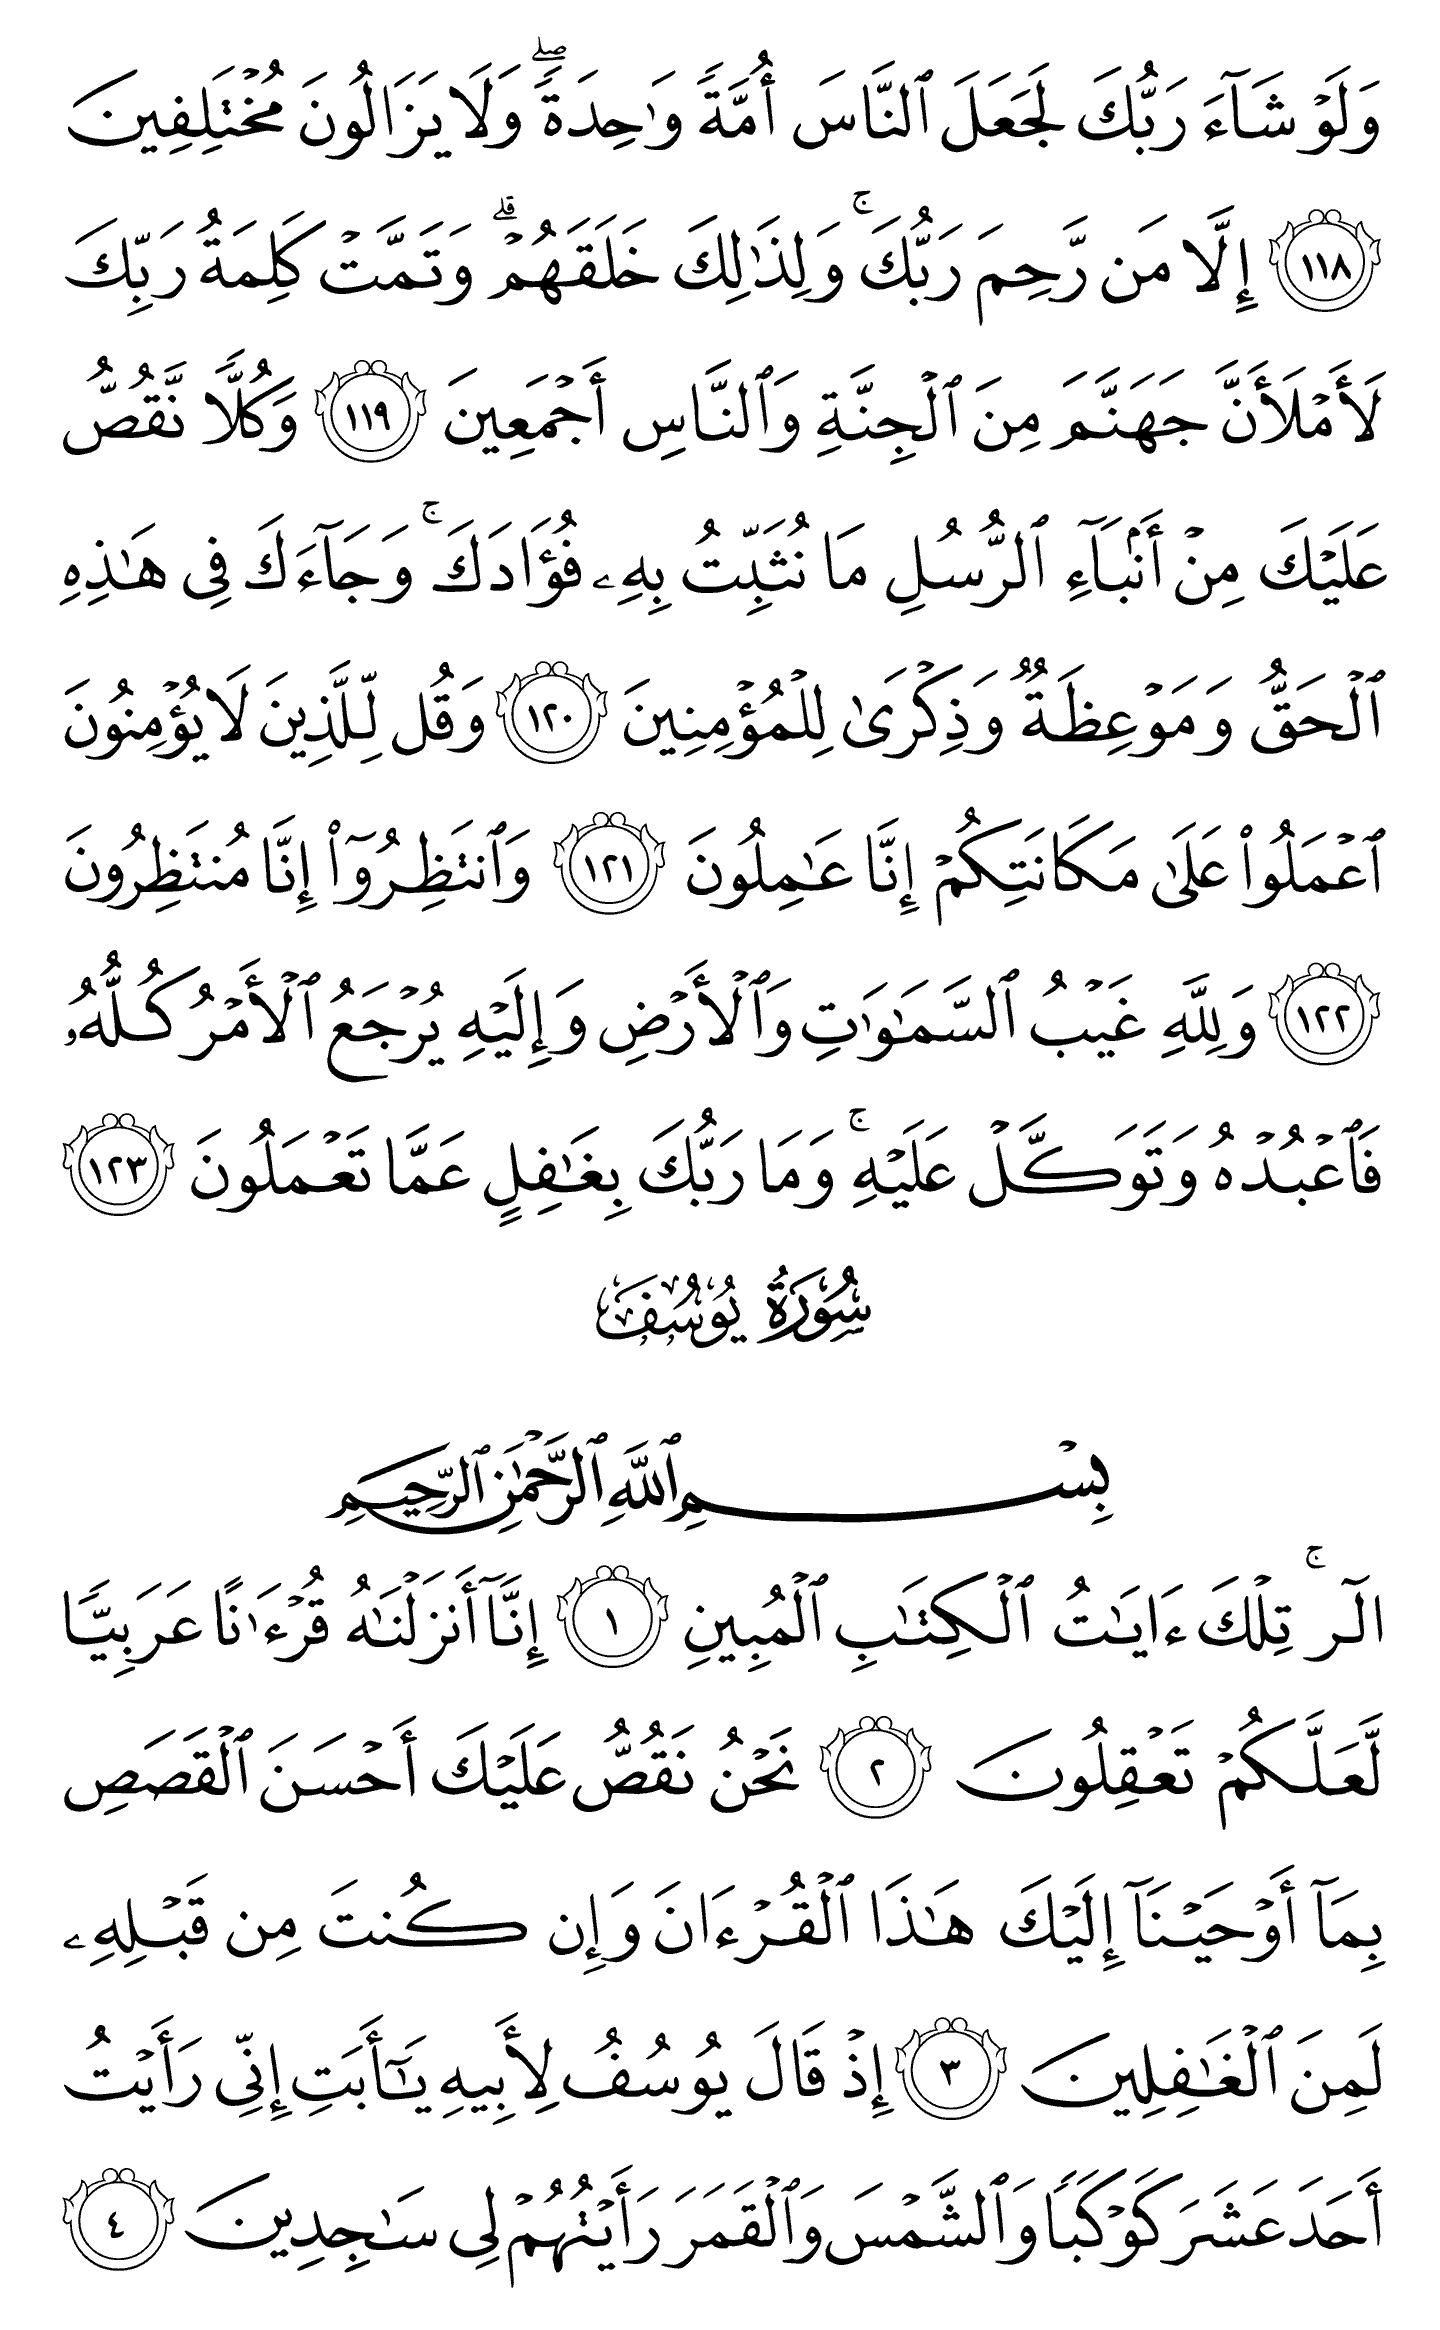 وَلَوۡ شَآءَ رَبُّكَ لَجَعَلَ ٱلنَّاسَ أُمَّةٗ وَٰحِدَةٗۖ وَلَا يَزَالُونَ مُخۡتَلِفِينَ
١١٨ إِلَّا مَن رَّحِمَ رَبُّكَۚ وَلِذَٰلِكَ خَلَقَهُمۡۗ وَتَمَّتۡ كَلِمَةُ رَبِّكَ
لَأَمۡلَأَنَّ جَهَنَّمَ مِنَ ٱلۡجِنَّةِ وَٱلنَّاسِ أَجۡمَعِينَ ١١٩ وَكُلّٗا نَّقُصُّ
عَلَيۡكَ مِنۡ أَنۢبَآءِ ٱلرُّسُلِ مَا نُثَبِّتُ بِهِۦ فُؤَادَكَۚ وَجَآءَكَ فِي هَٰذِهِ
ٱلۡحَقُّ وَمَوۡعِظَةٞ وَذِكۡرَىٰ لِلۡمُؤۡمِنِينَ ١٢٠ وَقُل لِّلَّذِينَ لَا يُؤۡمِنُونَ
ٱعۡمَلُواْ عَلَىٰ مَكَانَتِكُمۡ إِنَّا عَٰمِلُونَ ١٢١ وَٱنتَظِرُوٓاْ إِنَّا مُنتَظِرُونَ
١٢٢ وَلِلَّهِ غَيۡبُ ٱلسَّمَٰوَٰتِ وَٱلۡأَرۡضِ وَإِلَيۡهِ يُرۡجَعُ ٱلۡأَمۡرُ كُلُّهُۥ
فَٱعۡبُدۡهُ وَتَوَكَّلۡ عَلَيۡهِۚ وَمَا رَبُّكَ بِغَٰفِلٍ عَمَّا تَعۡمَلُونَ ١٢٣
سُورَةُ يُوسُفَ
بِسۡمِ ٱللَّهِ ٱلرَّحۡمَٰنِ ٱلرَّحِيمِ
الٓرۚ تِلۡكَ ءَايَٰتُ ٱلۡكِتَٰبِ ٱلۡمُبِينِ ١ إِنَّآ أَنزَلۡنَٰهُ قُرۡءَٰنًا عَرَبِيّٗا
لَّعَلَّكُمۡ تَعۡقِلُونَ ٢ نَحۡنُ نَقُصُّ عَلَيۡكَ أَحۡسَنَ ٱلۡقَصَصِ
بِمَآ أَوۡحَيۡنَآ إِلَيۡكَ هَٰذَا ٱلۡقُرۡءَانَ وَإِن كُنتَ مِن قَبۡلِهِۦ
لَمِنَ ٱلۡغَٰفِلِينَ ٣ إِذۡ قَالَ يُوسُفُ لِأَبِيهِ يَٰٓأَبَتِ إِنِّي رَأَيۡتُ
أَحَدَ عَشَرَ كَوۡكَبٗا وَٱلشَّمۡسَ وَٱلۡقَمَرَ رَأَيۡتُهُمۡ لِي سَٰجِدِينَ ٤